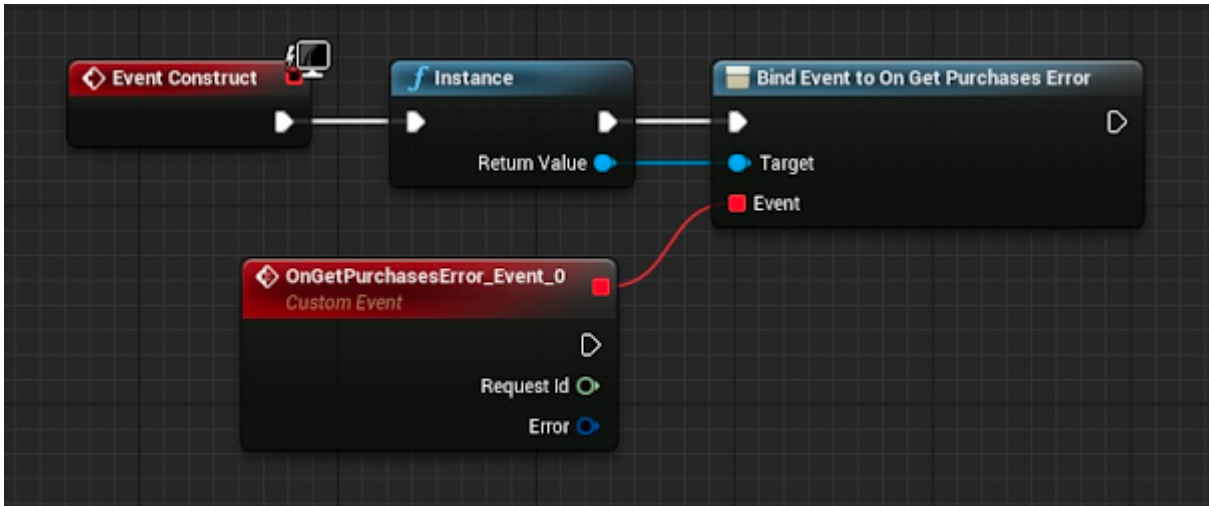 Event Construct
f Instance
Bind Event to On Get Purchases Error
Return Value
Target
Event
OnGetPurchasesError_Event_0
Custom Event
Request Id
Error